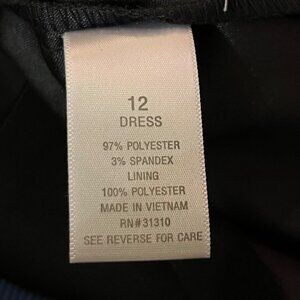 12
DRESS
97% POLYESTER
3% SPANDEX
LINING
100% POLYESTER
MADE IN VIETNAM
RN#31310
SEE REVERSE FOR CARE